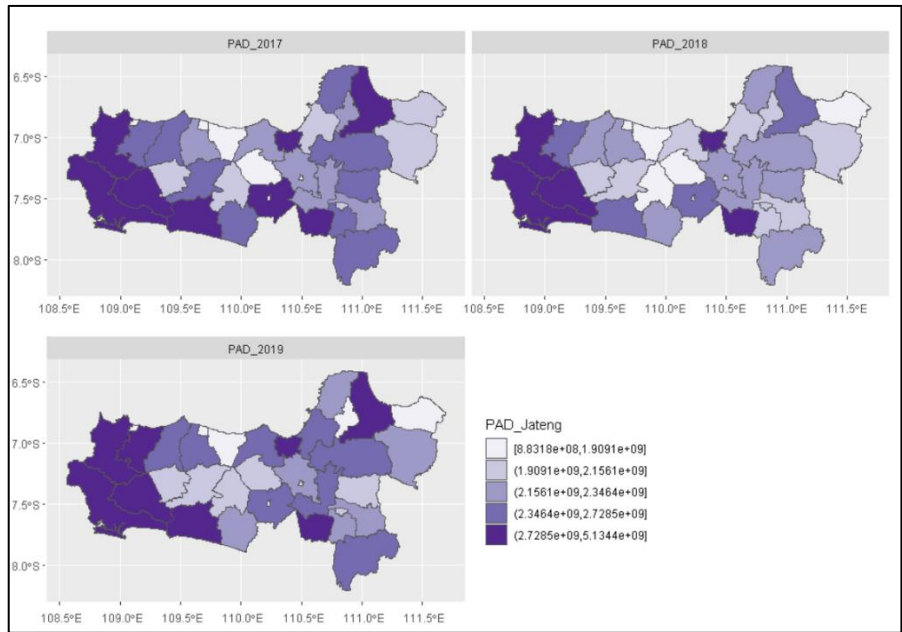 PAD_2017
PAD_2018
6.5°S
7.0°S
7.5°S
8.0°S
108.5°E 109.0°E 109.5°E 110.0°E 110.5°E 111.0°E 111.5°E
108.5°E 109.0°E 109.5°E 110.0°E 110.5°E 111.0°E 111.5°E
PAD_2019
6.5°S
7.0°S
7.5°S
8.0°S
108.5°E 109.0°E 109.5°E 110.0°E 110.5°E 111.0°E 111.5°E
PAD_Jateng
[8.8318e+08,1.9091e+09]
(1.9091e+09,2.1561e+09]
(2.1561e+09,2.3464e+09]
(2.3464e+09,2.7285e+09]
(2.7285e+09,5.1344e+09]